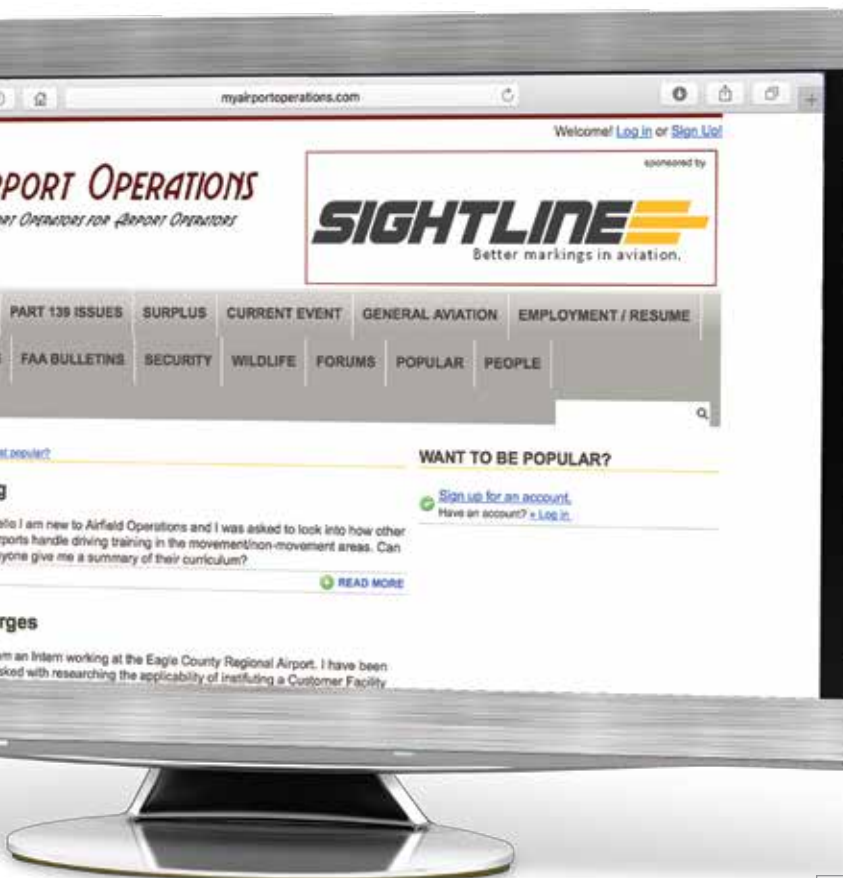 myairportoperations.com
Welcome! Log in or Sign Up!
PORT OPERATIONS
OPERATORS FOR AIRPORT OPERATORS
sponsored by
SIGHTLINE
Better markings in aviation.
PART 139 ISSUES SURPLUS CURRENT EVENT GENERAL AVIATION EMPLOYMENT / RESUME
FAA BULLETINS SECURITY WILDLIFE FORUMS POPULAR PEOPLE
popular?
WANT TO BE POPULAR?
Sign up for an account.
Have an account? » Log in.
I am new to Airfield Operations and I was asked to look into how other
handle driving training in the movement/non-movement areas. Can
give me a summary of their curriculum?
READ MORE
rges
an Intern working at the Eagle County Regional Airport. I have been
with researching the applicability of instituting a Customer Facility